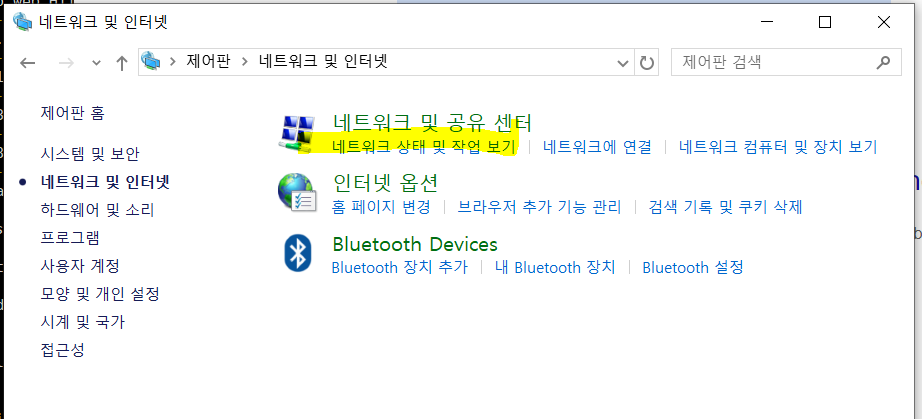 네트워크 및 인터넷
제어판 > 네트워크 및 인터넷
제어판 검색
제어판 홈
시스템 및 보안
네트워크 및 인터넷
하드웨어 및 소리
프로그램
사용자 계정
모양 및 개인 설정
시계 및 국가
접근성
네트워크 및 공유 센터
네트워크 상태 및 작업 보기 | 네트워크에 연결 | 네트워크 컴퓨터 및 장치 보기
인터넷 옵션
홈 페이지 변경 | 브라우저 추가 기능 관리 | 검색 기록 및 쿠키 삭제
Bluetooth Devices
Bluetooth 장치 추가 | 내 Bluetooth 장치 | Bluetooth 설정